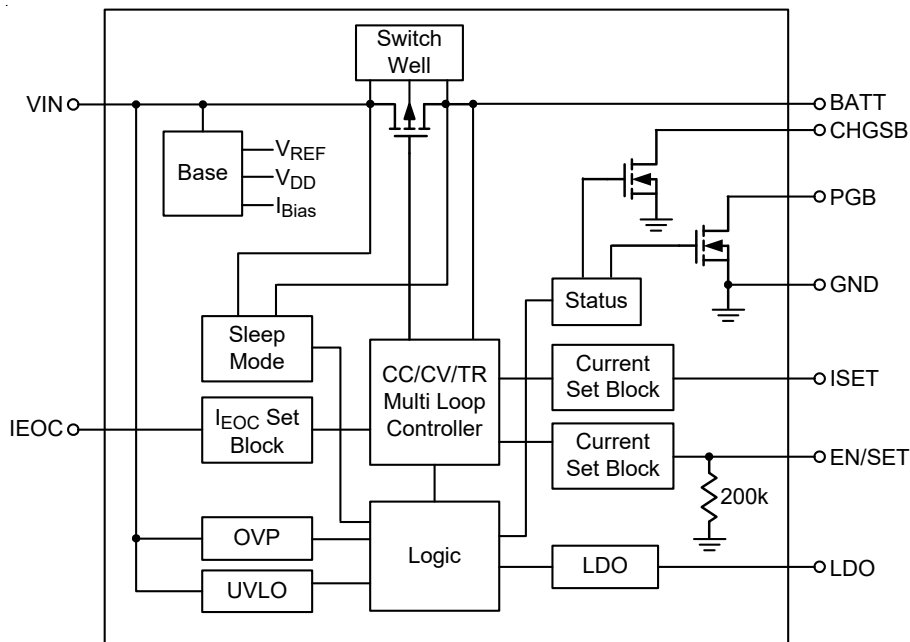 Switch
Well
VIN
BATT
CHGSB
Base
VREF
VDD
IBias
PGB
GND
Status
Sleep
Mode
CC/CV/TR
Multi Loop
Controller
Current
Set Block
ISET
IEOC
IEOC Set
Block
Current
Set Block
EN/SET
200k
OVP
Logic
LDO
LDO
UVLO